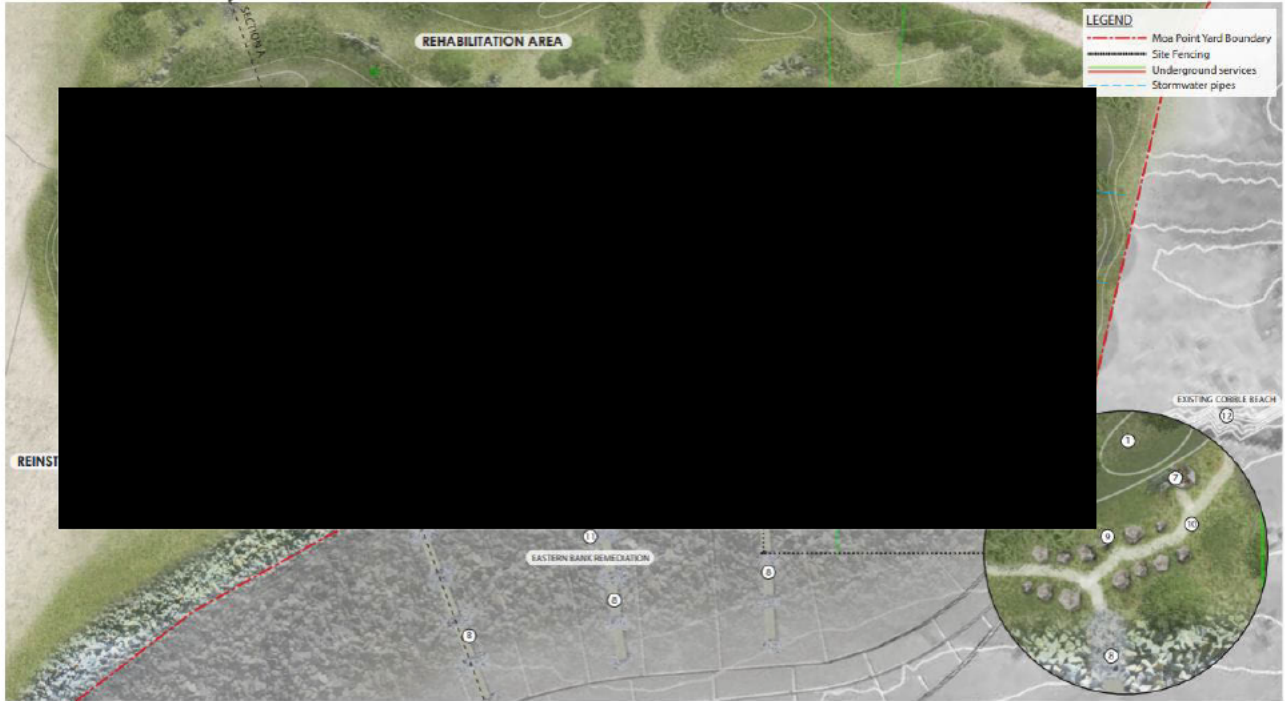 SECTION A
REHABILITATION AREA
LEGEND
Moa Point Yard Boundary
Site Fencing
Underground services
Stormwater pipes
EXISTING COBBLE BEACH
12
1
7
REINST
10
9
11
EASTERN BANK REMEDIATION
8
8
8
8